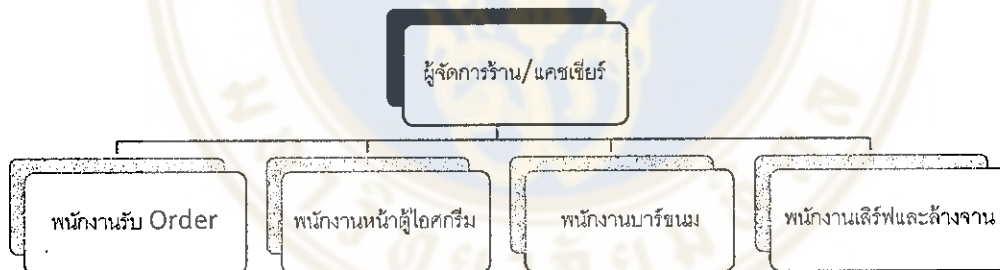 ผู้จัดการร้าน/แคชเชียร์
พนักงานรับ Order
พนักงานหน้าตู้ไอศกรีม
พนักงานบาร์ขนม
พนักงานเสิร์ฟและล้างจาน